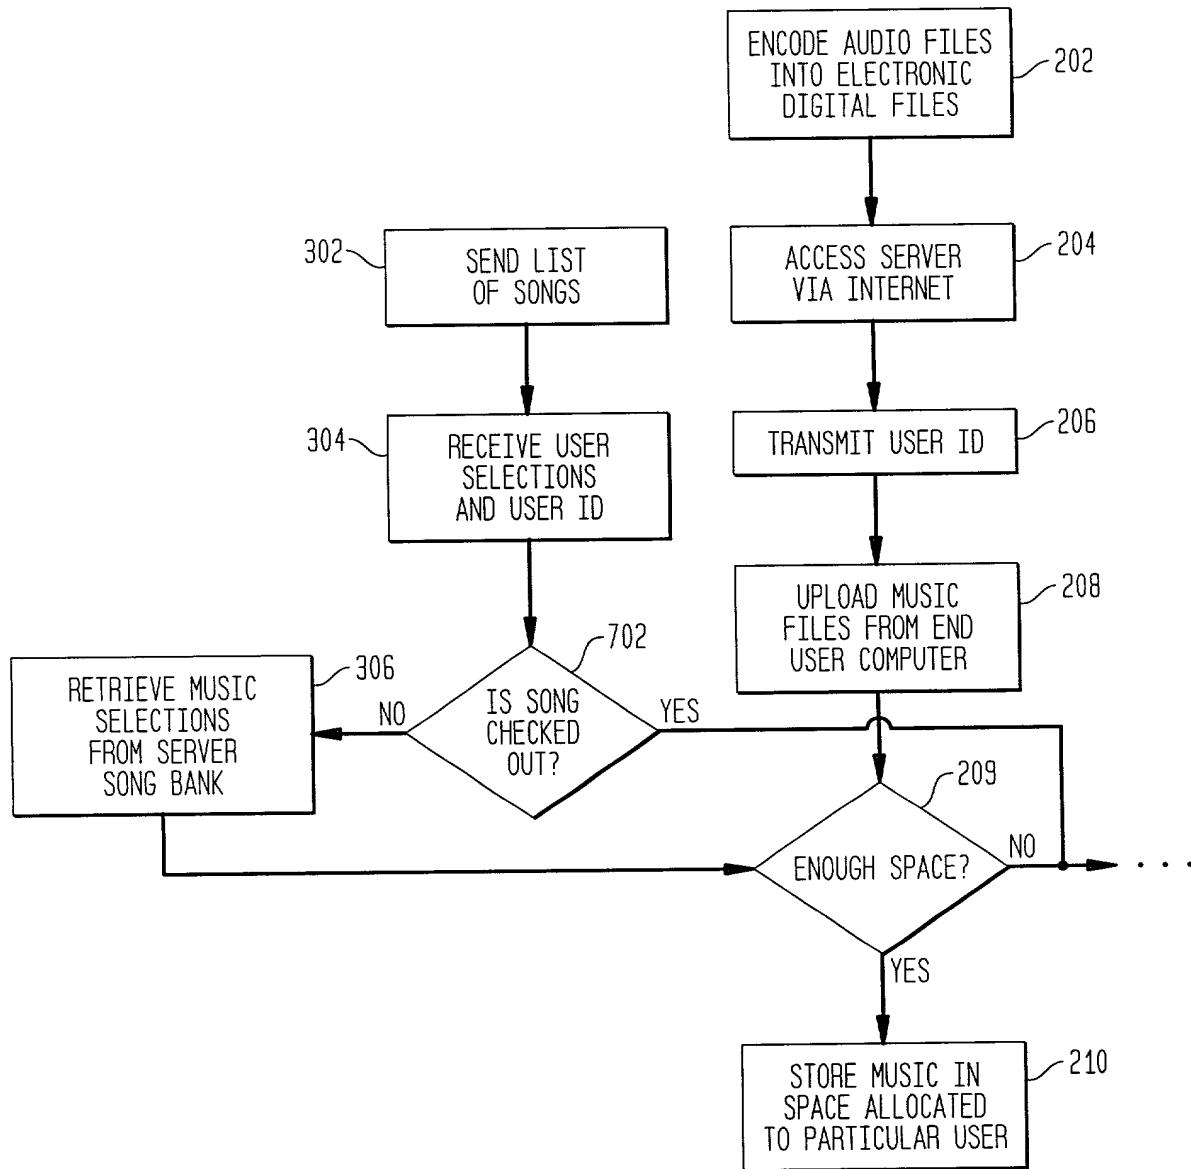 ENCODE AUDIO FILES
INTO ELECTRONIC
DIGITAL FILES
202
302
SEND LIST
OF SONGS
ACCESS SERVER
VIA INTERNET
204
304
RECEIVE USER
SELECTIONS
AND USER ID
TRANSMIT USER ID
206
UPLOAD MUSIC
FILES FROM END
USER COMPUTER
208
RETRIEVE MUSIC
SELECTIONS
FROM SERVER
SONG BANK
306
NO
702
IS SONG
CHECKED
OUT?
YES
209
ENOUGH SPACE?
NO
. . .
YES
STORE MUSIC IN
SPACE ALLOCATED
TO PARTICULAR USER
210